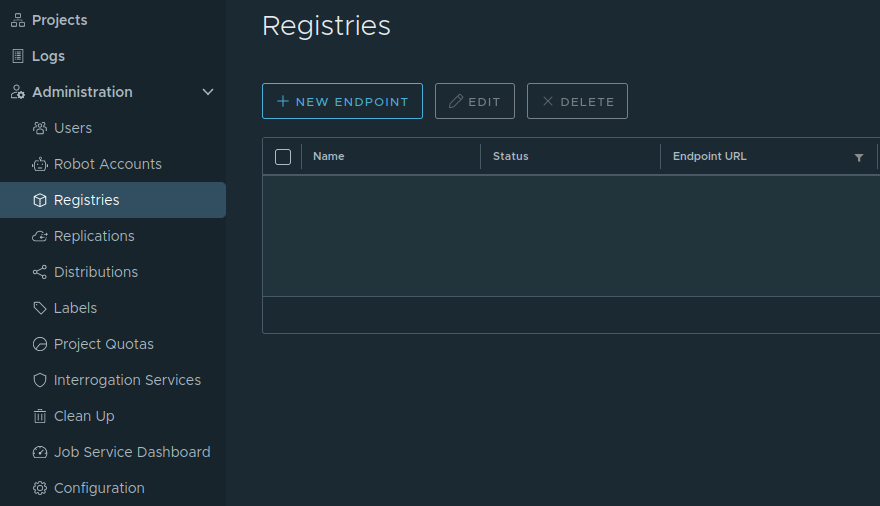 Projects
Logs
Administration
Users
Robot Accounts
Registries
Replications
Distributions
Labels
Project Quotas
Interrogation Services
Clean Up
Job Service Dashboard
Configuration
Registries
NEW ENDPOINT EDIT DELETE
Name Status Endpoint URL